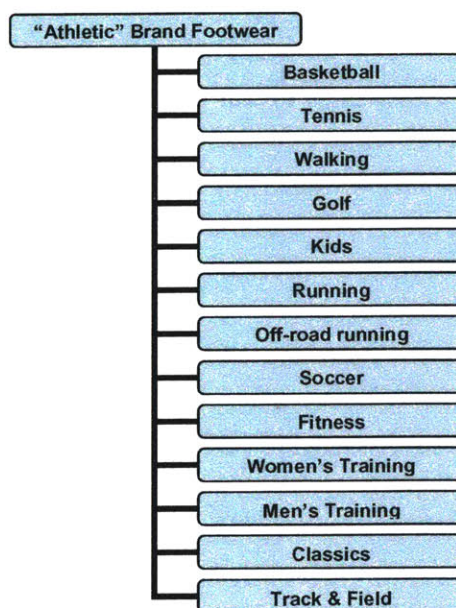 “Athletic” Brand Footwear
Basketball
Tennis
Walking
Golf
Kids
Running
Off-road running
Soccer
Fitness
Women's Training
Men's Training
Classics
Track & Field